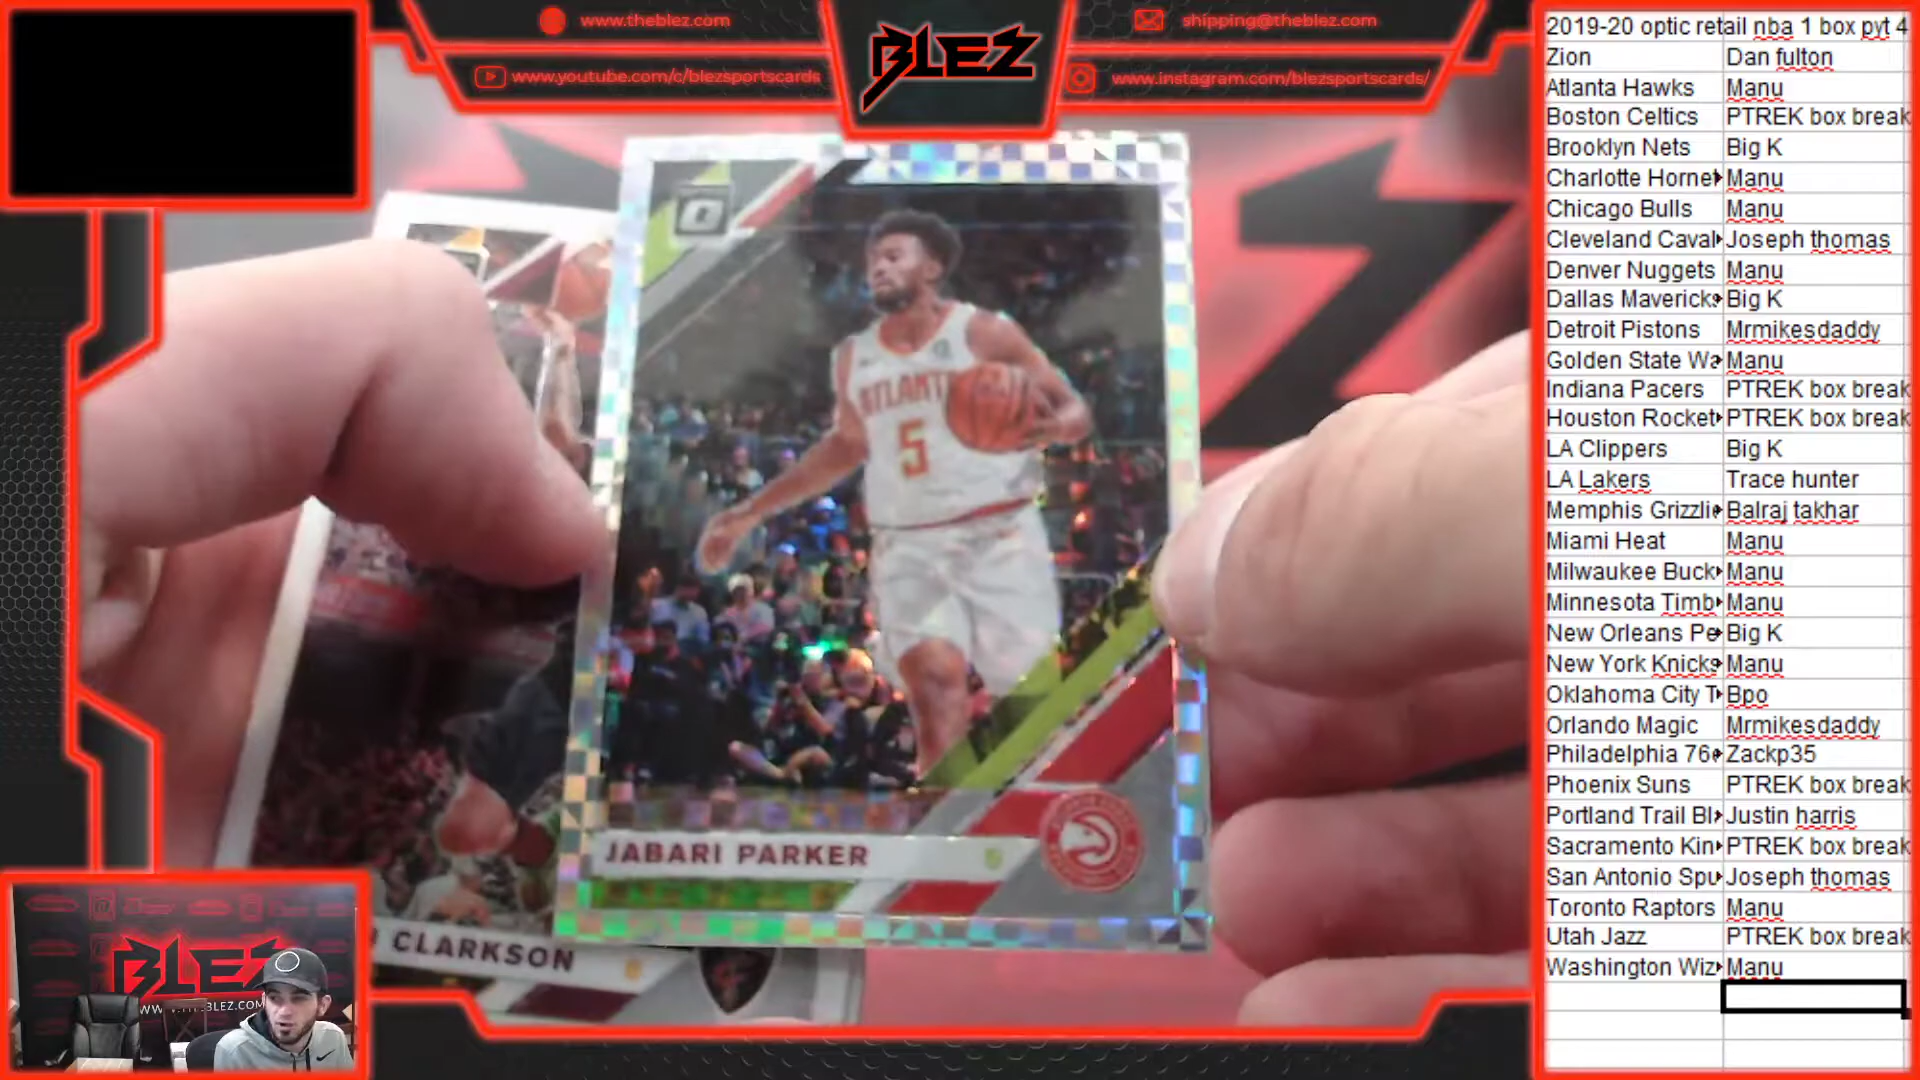 www.theblez.com
BLEZ
shipping@theblez.com
www.youtube.com/c/blezsportscards
www.instagram.com/blezsportscards/
2019-20 optic retail nba 1 box pyt 4
Zion Dan fulton
Atlanta Hawks Manu
Boston Celtics PTREK box break
Brooklyn Nets Big K
Charlotte Hornet Manu
Chicago Bulls Manu
Cleveland Caval Joseph thomas
Denver Nuggets Manu
Dallas Mavericks Big K
Detroit Pistons Mrmikesdaddy
Golden State Wa Manu
Indiana Pacers PTREK box break
Houston Rocket PTREK box break
LA Clippers Big K
LA Lakers Trace hunter
Memphis Grizzlie Balraj takhar
Miami Heat Manu
Milwaukee Buck Manu
Minnesota Timb Manu
New Orleans Pe Big K
New York Knicks Manu
Oklahoma City T Bpo
Orlando Magic Mrmikesdaddy
Philadelphia 76 Zackp35
Phoenix Suns PTREK box break
Portland Trail Bl Justin harris
Sacramento Kin PTREK box break
San Antonio Spu Joseph thomas
Toronto Raptors Manu
Utah Jazz PTREK box break
Washington Wiz Manu
O
ATLANT
5
JABARI PARKER
CLARKSON
BLEZ